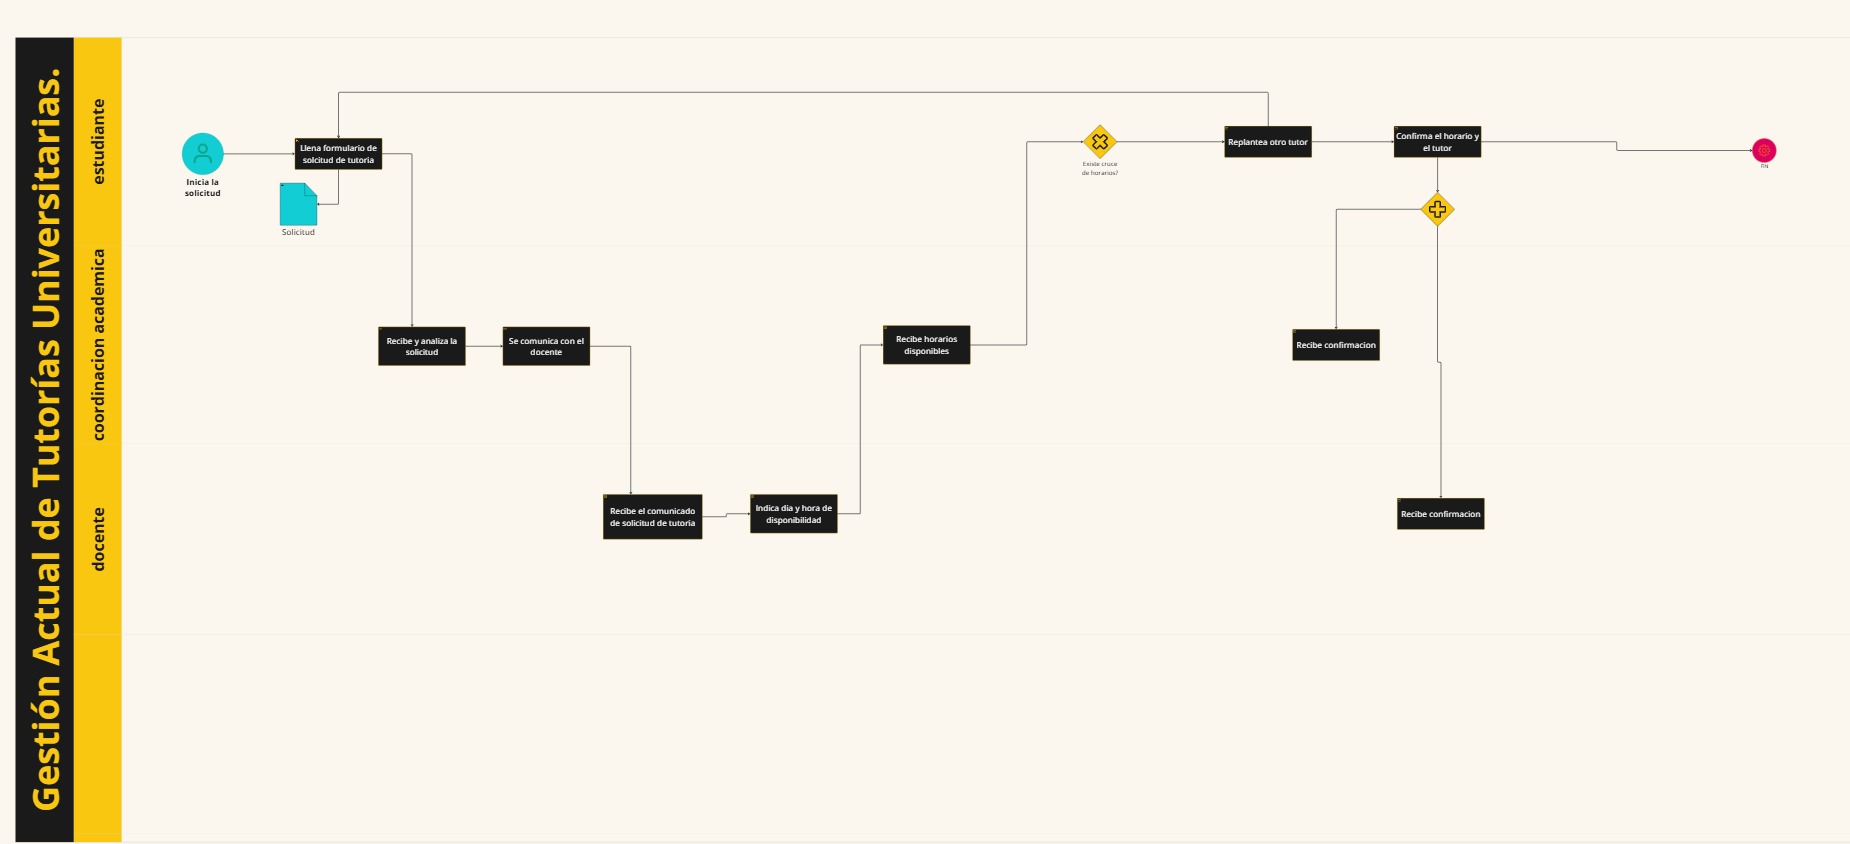 Gestión Actual de Tutorías Universitarias.
estudiante
Inicia la
solicitud
Llena formulario de
solcitud de tutoria
Solicitud
Existe cruce
de horarios?
Replantea otro tutor
Confirma el horario y
el tutor
FIN
coordinacion academica
Recibe y analiza la
solicitud
Se comunica con el
docente
Recibe horarios
disponibles
Recibe confirmacion
docente
Recibe el comunicado
de solicitud de tutoria
Indica dia y hora de
disponibilidad
Recibe confirmacion